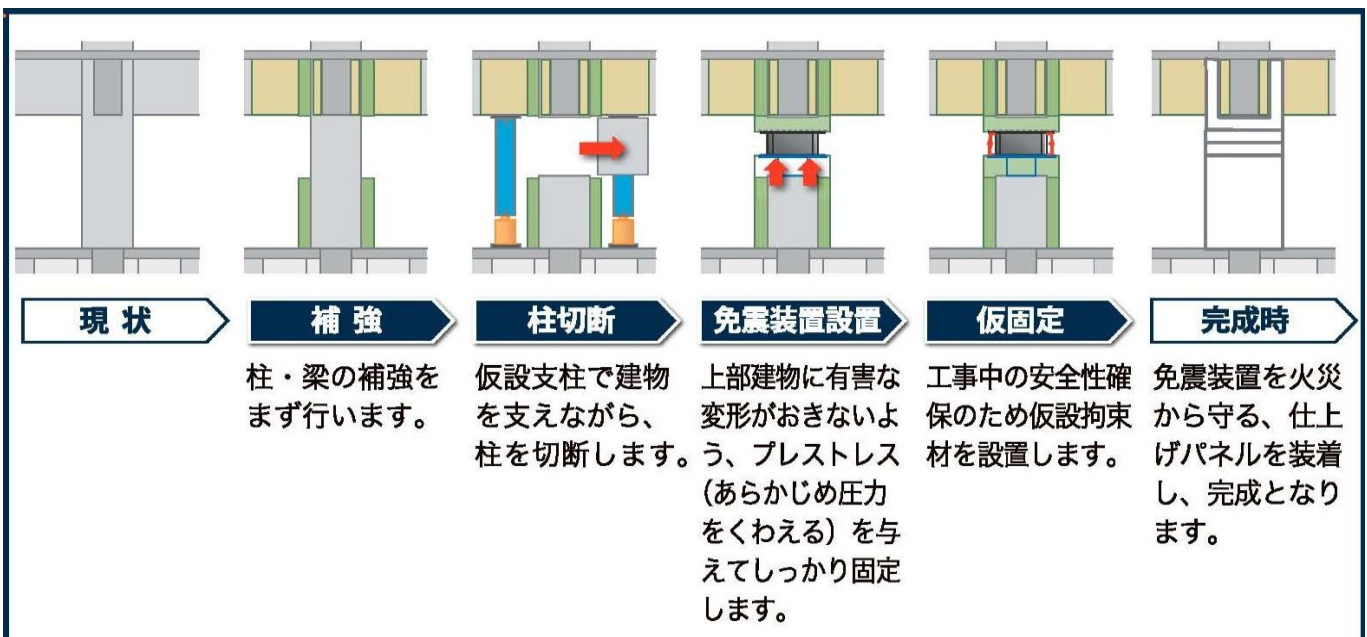 現状
補強
柱切断
免震装置設置
仮固定
完成時
柱・梁の補強を
まず行います。
仮設支柱で建物
を支えながら、
柱を切断します。
上部建物に有害な
変形がおきないよ
う、プレストレス
(あらかじめ圧力
をくわえる)を与
えてしっかり固定
します。
工事中の安全性確
保のため仮設拘束
材を設置します。
免震装置を火災
から守る、仕上
げパネルを装着
し、完成となり
ます。